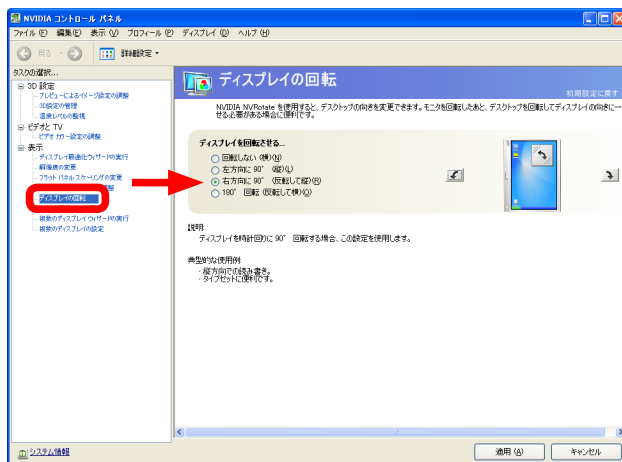 NVIDIA コントロール パネル
ファイル(F) 編集(E) 表示(V) プロフィール(P) ディスプレイ(D) ヘルプ(H)
戻る 詳細設定
タスクの選択...
3D 設定
プレビューによるイメージ設定の調整
3D設定の管理
温度レベルの監視
ビデオと TV
ビデオ カラー設定の調整
表示
ディスプレイ最適化ウィザードの実行
解像度の変更
フラット パネル スケーリングの変更
ディスプレイの回転
複数のディスプレイ ウィザードの実行
複数のディスプレイの設定
システム情報
ディスプレイの回転
初期設定に戻す
NVIDIA NVRotate を使用すると、デスクトップの向きを変更できます。モニタを回転したあと、デスクトップを回転してディスプレイの向きに一
せる必要がある場合に便利です。
ディスプレイを回転させる...
回転しない (横)(N)
左方向に 90° (縦)(L)
右方向に 90° (反転して縦)(R)
180° 回転 (反転して横)(O)
説明
ディスプレイを時計回りに 90° 回転する場合、この設定を使用します。
典型的な使用例:
・縦方向での読み書き。
・タイプセットに便利です。
適用(A) キャンセル